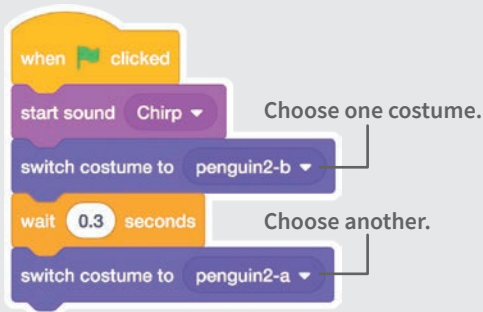 when clicked
start sound Chirp
Choose one costume.
switch costume to penguin2-b
wait 0.3 seconds
Choose another.
switch costume to penguin2-a